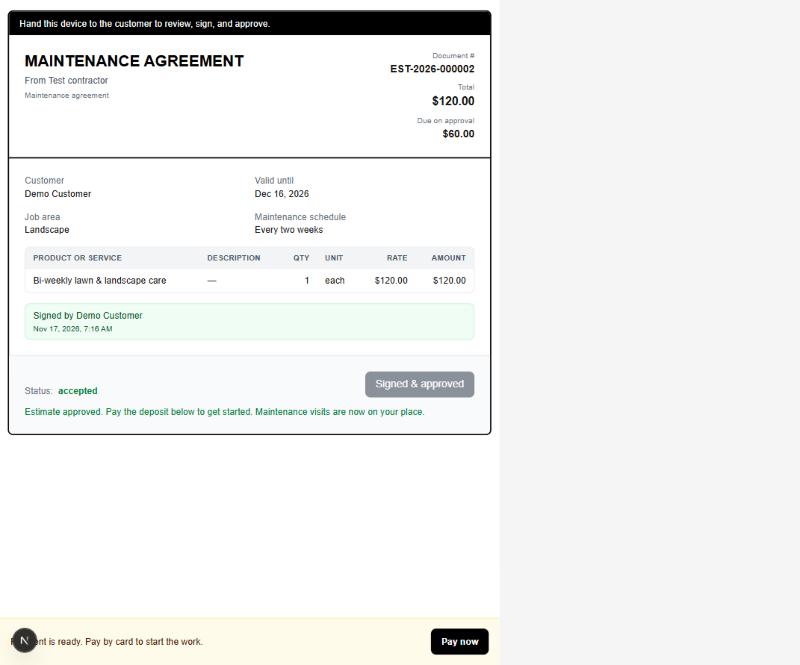 Hand this device to the customer to review, sign, and approve.
MAINTENANCE AGREEMENT
From Test contractor
Maintenance agreement
Document #
EST-2026-000002
Total
$120.00
Due on approval
$60.00
Customer
Demo Customer
Valid until
Dec 16, 2026
Job area
Landscape
Maintenance schedule
Every two weeks
PRODUCT OR SERVICE DESCRIPTION QTY UNIT RATE AMOUNT
Bi-weekly lawn & landscape care — 1 each $120.00 $120.00
Signed by Demo Customer
Nov 17, 2026, 7:16 AM
Status: accepted
Signed & approved
Estimate approved. Pay the deposit below to get started. Maintenance visits are now on your place.
N
is ready. Pay by card to start the work.
Pay now